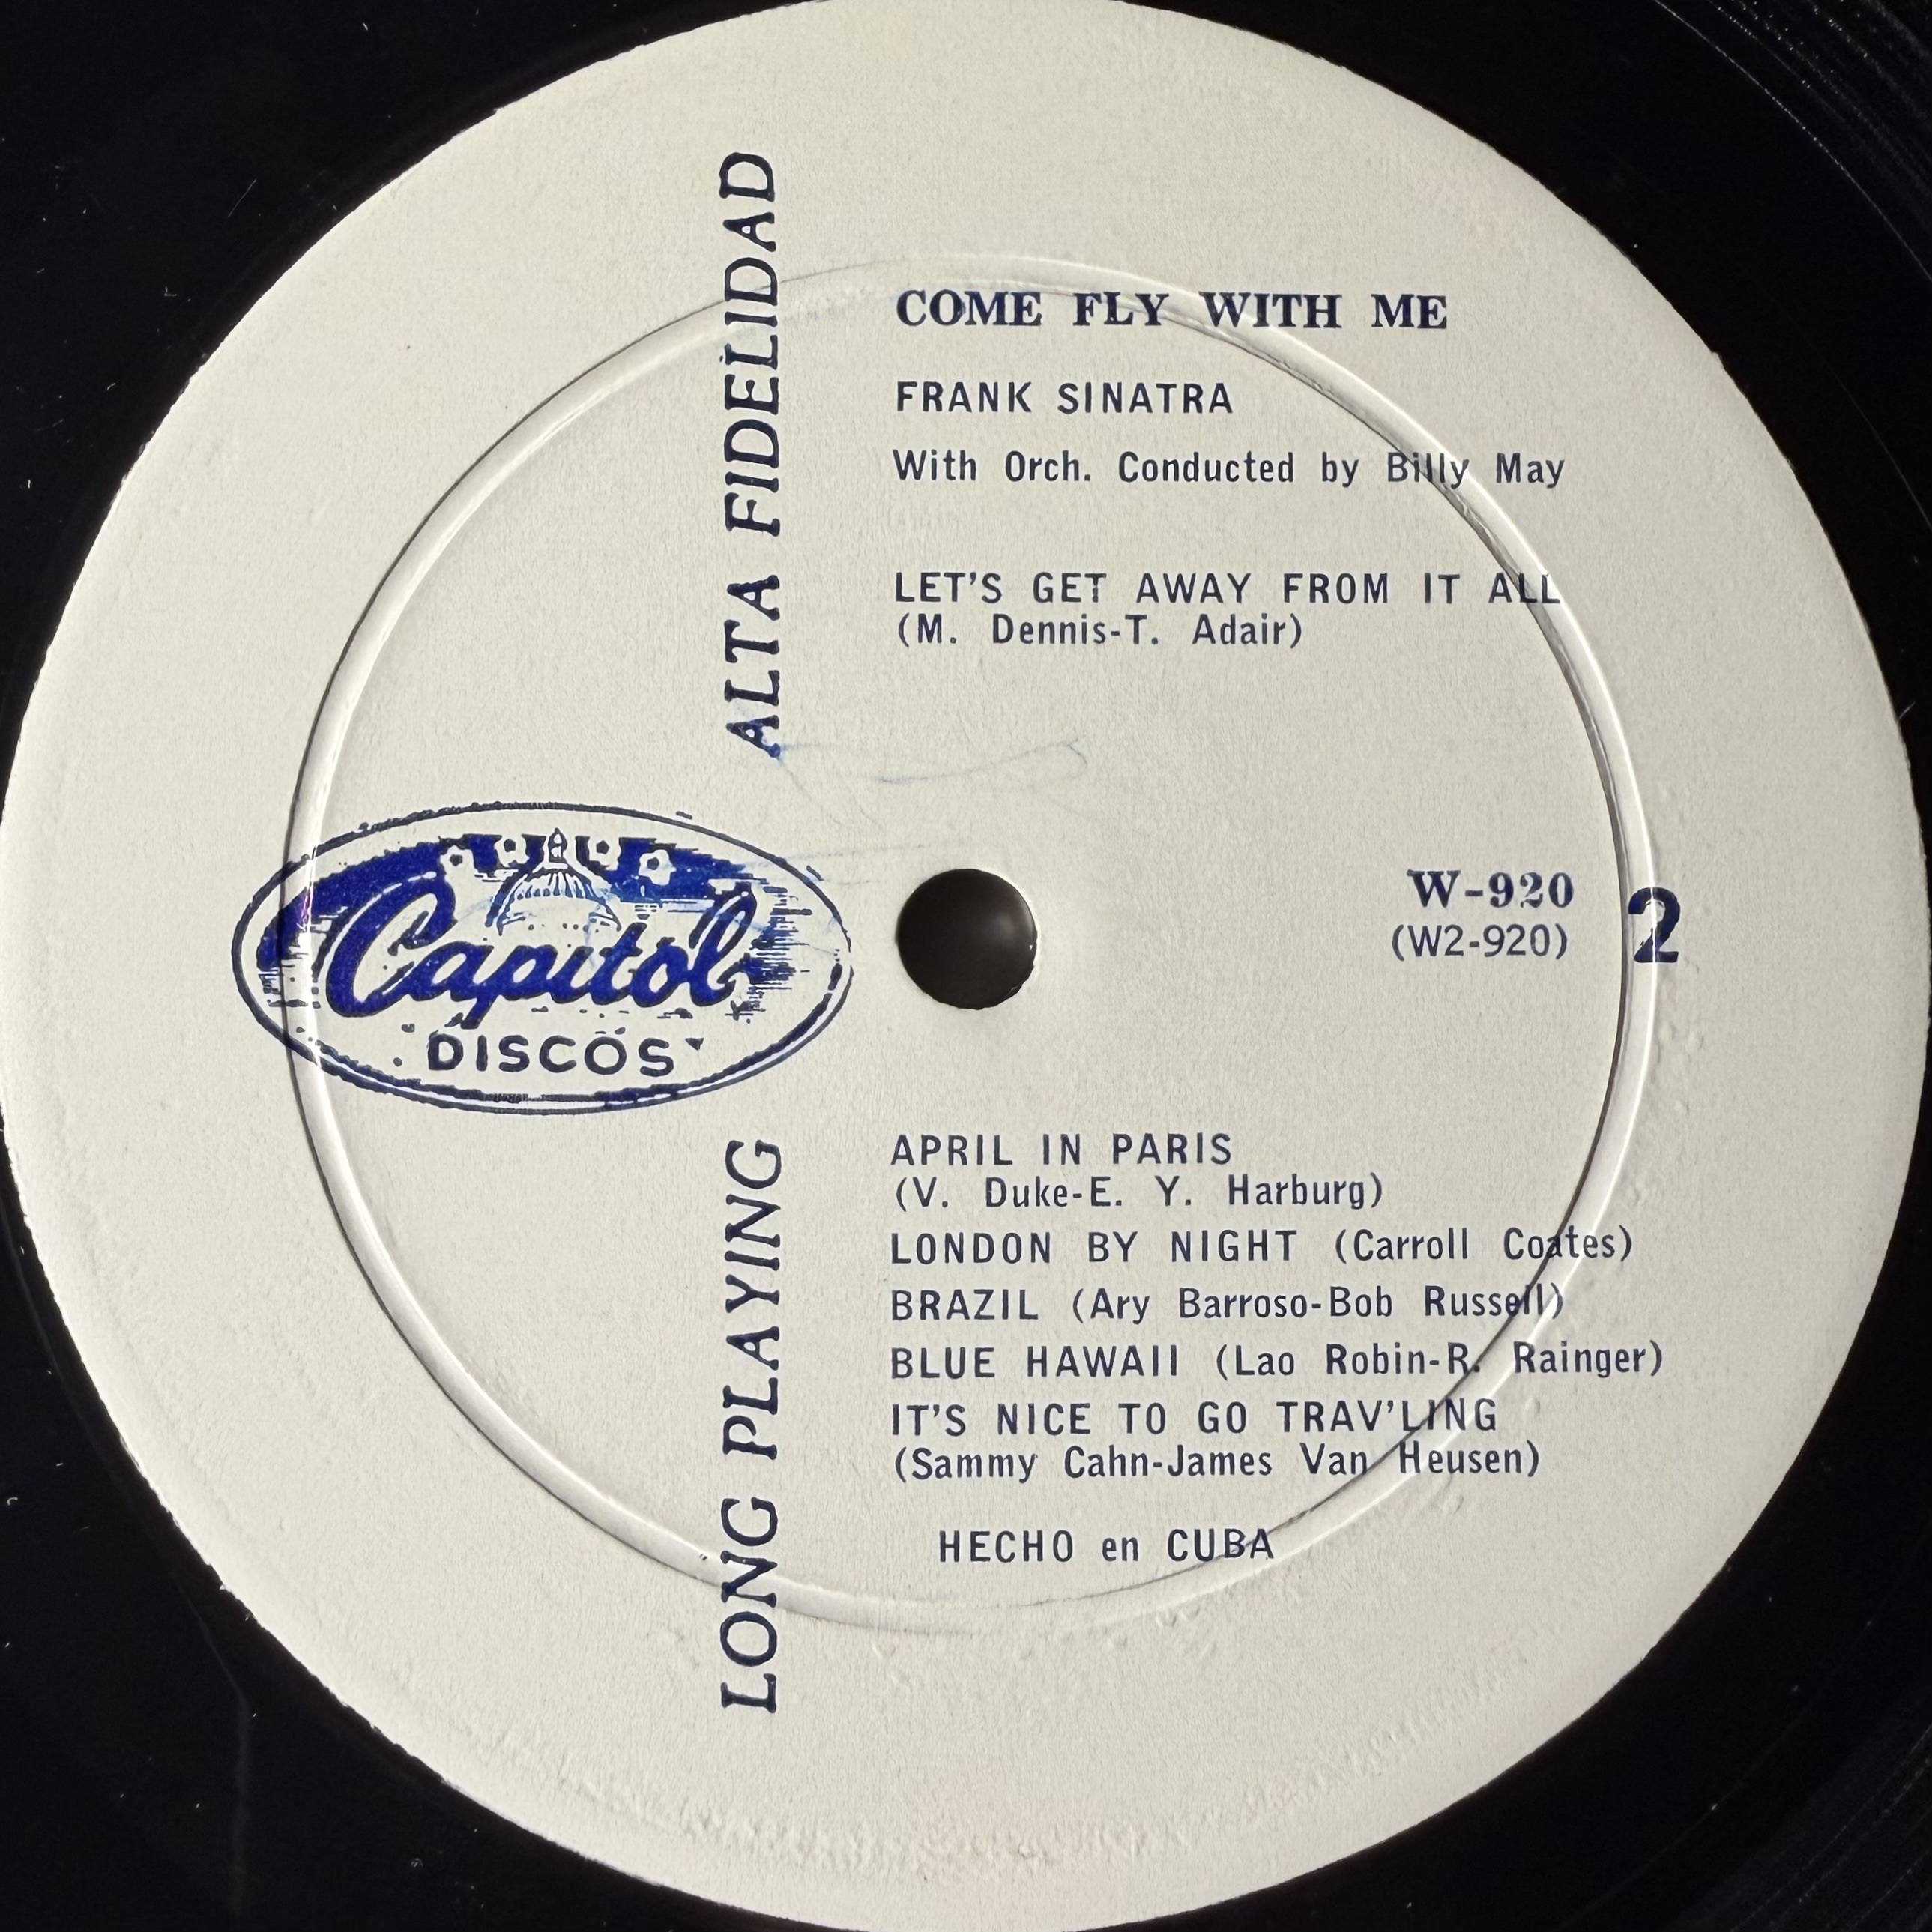 COME FLY WITH ME
FRANK SINATRA
With Orch. Conducted by Billy May
LET'S GET AWAY FROM IT ALL
(M. Dennis-T. Adair)
ALTA FIDELIDAD
Capitol
DISCOS
W-920
(W2-920)
2
LONG PLAYING
APRIL IN PARIS
(V. Duke-E. Y. Harburg)
LONDON BY NIGHT (Carroll Coates)
BRAZIL (Ary Barroso-Bob Russell)
BLUE HAWAII (Lao Robin-R. Rainger)
IT'S NICE TO GO TRAV'LING
(Sammy Cahn-James Van Heusen)
HECHO en CUBA